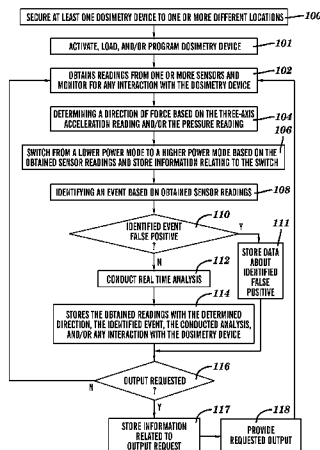 SECURE AT LEAST ONE DOSIMETRY DEVICE TO ONE OR MORE DIFFERENT LOCATIONS
100
ACTIVATE, LOAD, AND/OR PROGRAM DOSIMETRY DEVICE
101
OBTAINS READINGS FROM ONE OR MORE SENSORS AND
MONITOR FOR ANY INTERACTION WITH THE DOSIMETRY DEVICE
102
DETERMINING A DIRECTION OF FORCE BASED ON THE THREE-AXIS
ACCELERATION READING AND/OR THE PRESSURE READING
104
SWITCH FROM A LOWER POWER MODE TO A HIGHER POWER MODE BASED ON THE
OBTAINED SENSOR READINGS AND STORE INFORMATION RELATING TO THE SWITCH
106
IDENTIFYING AN EVENT BASED ON OBTAINED SENSOR READINGS
108
IDENTIFIED EVENT
FALSE POSITIVE
?
110
Y
N
111
STORE DATA
ABOUT
IDENTIFIED
FALSE
POSITIVE
CONDUCT REAL TIME ANALYSIS
112
114
STORES THE OBTAINED READINGS WITH THE DETERMINED
DIRECTION, THE IDENTIFIED EVENT, THE CONDUCTED ANALYSIS,
AND/OR ANY INTERACTION WITH THE DOSIMETRY DEVICE
OUTPUT REQUESTED
?
116
N
Y
117
118
STORE INFORMATION
RELATED TO
OUTPUT REQUEST
PROVIDE
REQUESTED OUTPUT